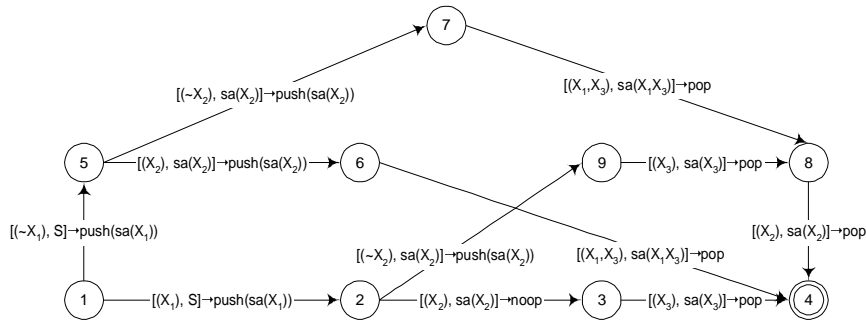 7
[(~X₂), sa(X₂)]→push(sa(X₂))
[(X₁,X₃), sa(X₁X₃)]→pop
5
[(X₂), sa(X₂)]→push(sa(X₂))
6
9
[(X₃), sa(X₃)]→pop
8
[(~X₁), S]→push(sa(X₁))
[(X₂), sa(X₂)]→pop
[(~X₂), sa(X₂)]→push(sa(X₂))
[(X₁,X₃), sa(X₁X₃)]→pop
1
[(X₁), S]→push(sa(X₁))
2
[(X₂), sa(X₂)]→noop
3
[(X₃), sa(X₃)]→pop
4